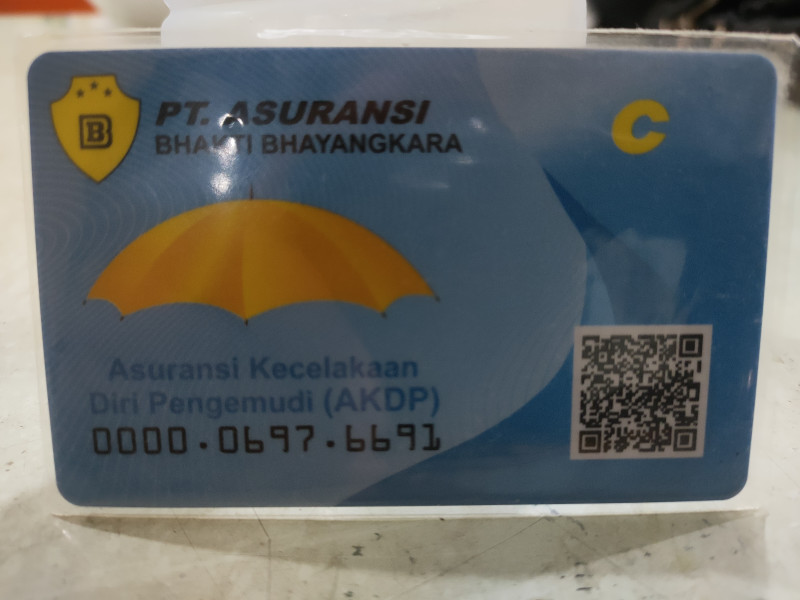 B
PT. ASURANSI
BHAKTI BHAYANGKARA
C
Asuransi Kecelakaan
Diri Pengemudi (AKDP)
0000.0697.6691